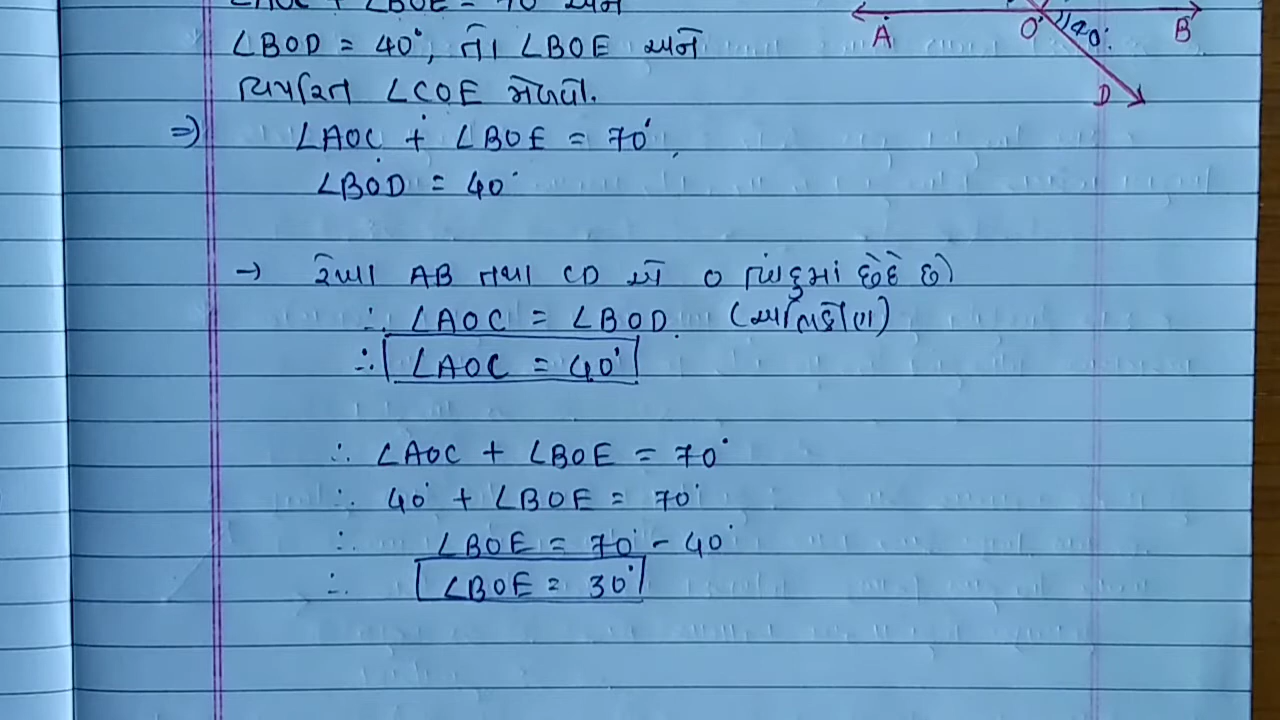 ∠BOD = 40°, તો ∠BOE અને
વિપરિત ∠COE મેળવો.
⇒) ∠AOC + ∠BOE = 70°
∠BOD = 40°
→ રેખા AB તથા CD એ O બિંદુમાં છેદે છે
∴ ∠AOC = ∠BOD (અભિકોણ)
∴ ∠AOC = 40°
∴ ∠AOC + ∠BOE = 70°
∴ 40° + ∠BOE = 70°
∴ ∠BOE = 70° - 40°
∴ ∠BOE = 30°
A O 40° B
D